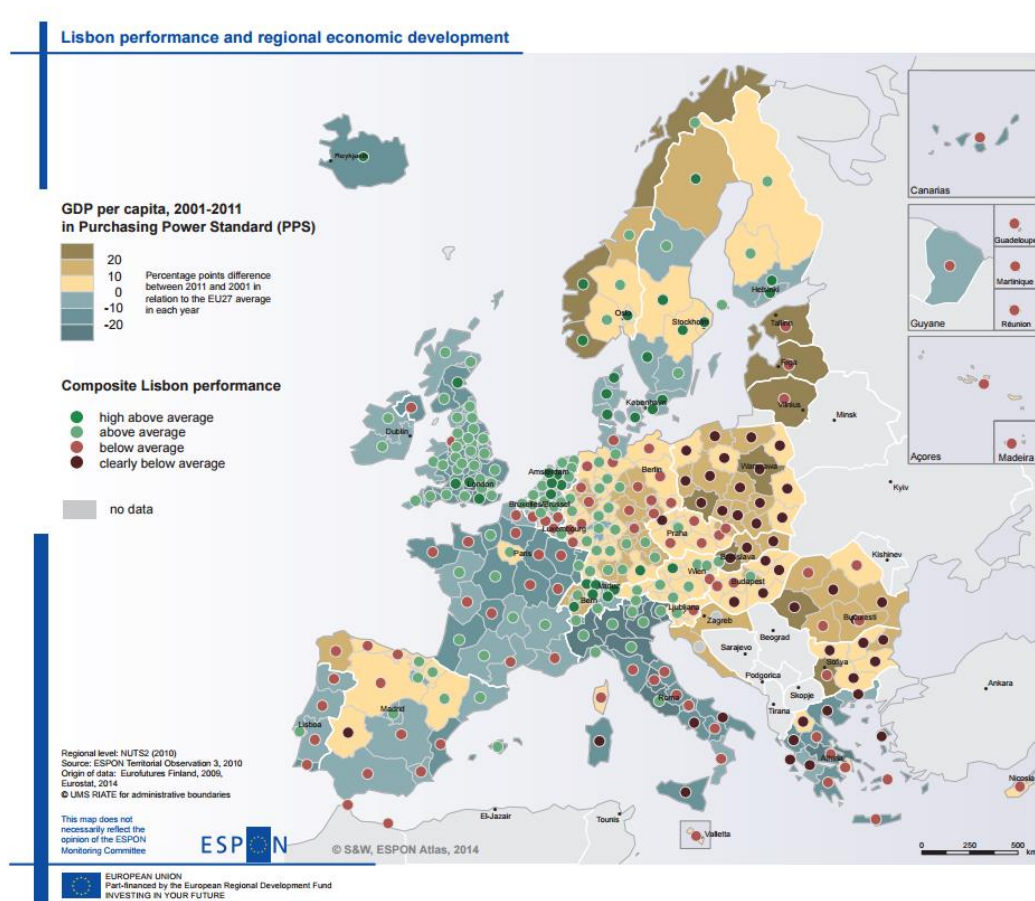 Lisbon performance and regional economic development
Reykjavik
Canarias
GDP per capita, 2001-2011
in Purchasing Power Standard (PPS)
20
10
0
-10
-20
Percentage points difference
between 2011 and 2001 in
relation to the EU27 average
in each year
Guadeloupe
Martinique
Guyane
Réunion
Helsinki
Oslo
Stockholm
Tallinn
Riga
Composite Lisbon performance
high above average
above average
below average
clearly below average
no data
Açores
Madeira
Vilnius
Minsk
København
Dublin
Amsterdam
Berlin
Warszawa
London
Kyiv
Bruxelles/Brussel
Luxembourg
Praha
Paris
Kishinev
Bratislava
Wien
Budapest
Vaduz
Bern
Ljubljana
Zagreb
Bucuresti
Beograd
Sarajevo
Sofiya
Podgorica
Skopje
Ankara
Tirana
Roma
Madrid
Lisboa
Athina
Nicosia
El-Jazair
Tounis
Valletta
Regional level: NUTS2 (2010)
Source: ESPON Territorial Observation 3, 2010
Origin of data: Eurofutures Finland, 2009,
Eurostat, 2014
© UMS RIATE for administrative boundaries
This map does not
necessarily reflect the
opinion of the ESPON
Monitoring Committee
ESPON
© S&W, ESPON Atlas, 2014
0 250 500
km
EUROPEAN UNION
Part-financed by the European Regional Development Fund
INVESTING IN YOUR FUTURE